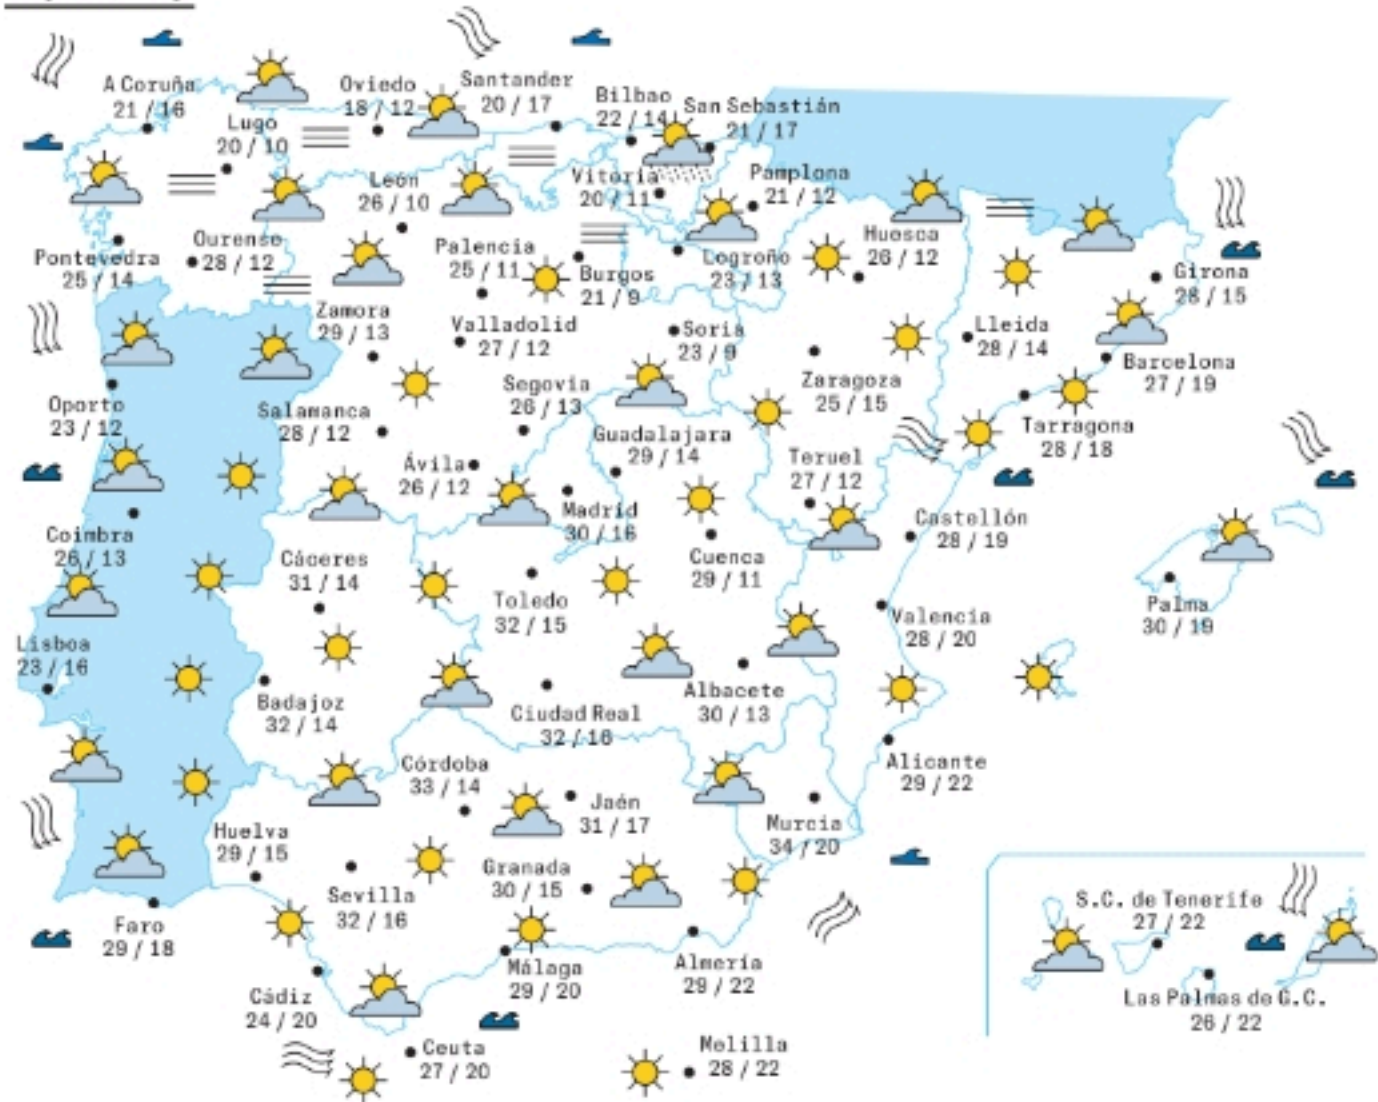 A Coruña
21 / 16
Oviedo
18 / 12
Santander
20 / 17
Bilbao
22 / 14
San Sebastián
21 / 17
Lugo
20 / 10
León
26 / 10
Vitoria
20 / 11
Pamplona
21 / 12
Pontevedra
25 / 14
Ourense
28 / 12
Palencia
25 / 11
Burgos
21 / 9
Logroño
23 / 13
Huesca
26 / 12
Girona
28 / 15
Zamora
29 / 13
Valladolid
27 / 12
Soria
23 / 9
Lleida
28 / 14
Barcelona
27 / 19
Oporto
23 / 12
Salamanca
28 / 12
Segovia
26 / 13
Zaragoza
25 / 15
Tarragona
28 / 18
Ávila
26 / 12
Guadalajara
29 / 14
Teruel
27 / 12
Madrid
30 / 16
Castellón
28 / 19
Coimbra
26 / 13
Cáceres
31 / 14
Cuenca
29 / 11
Toledo
32 / 15
Valencia
28 / 20
Palma
30 / 19
Lisboa
23 / 16
Badajoz
32 / 14
Ciudad Real
32 / 16
Albacete
30 / 13
Alicante
29 / 22
Córdoba
33 / 14
Jaén
31 / 17
Murcia
34 / 20
Huelva
29 / 15
Sevilla
32 / 16
Granada
30 / 15
Faro
29 / 18
Málaga
29 / 20
Almería
29 / 22
Cádiz
24 / 20
Ceuta
27 / 20
Melilla
28 / 22
S.C. de Tenerife
27 / 22
Las Palmas de G.C.
26 / 22